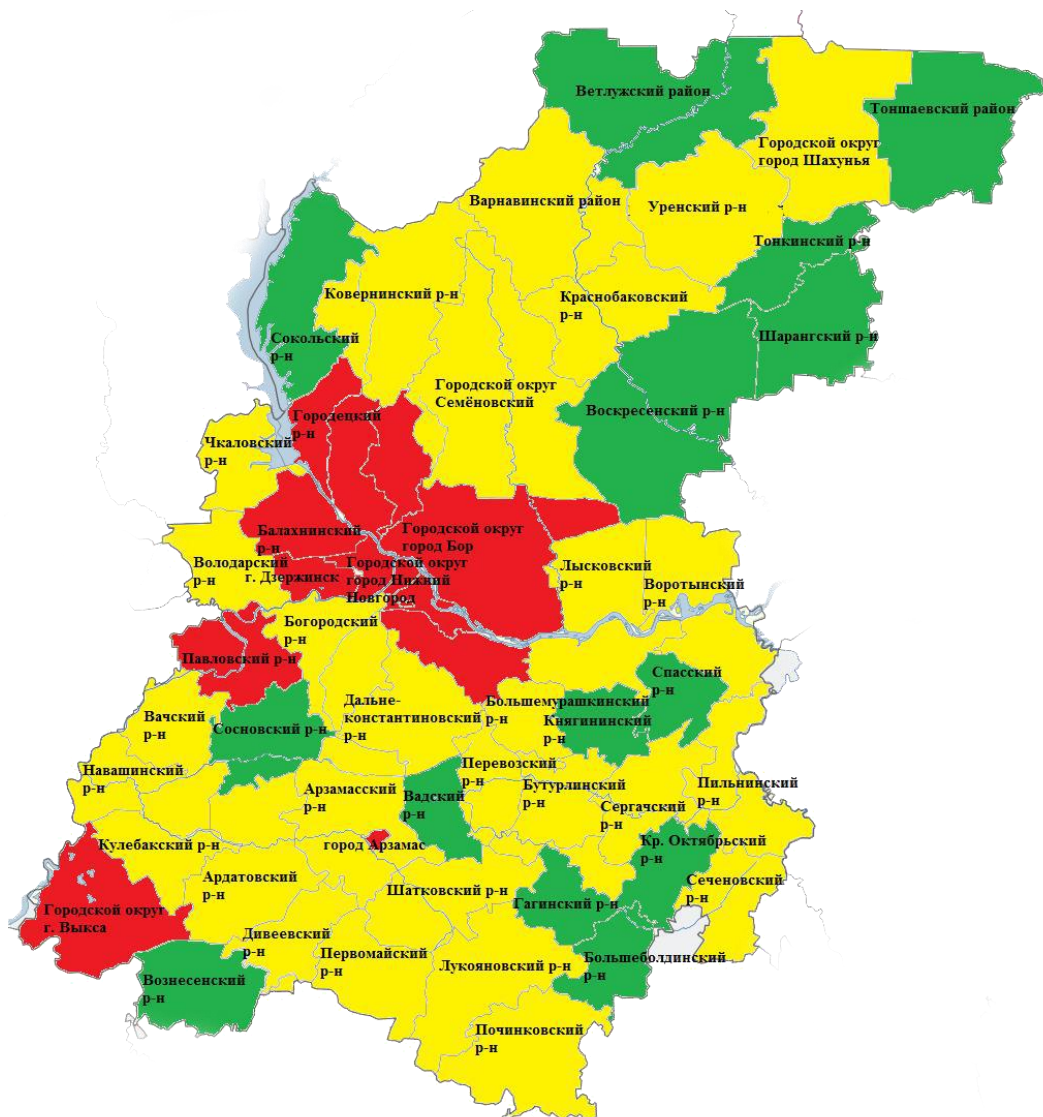 Ветлужский район
Тоншаевский район
Городской округ
город Шахунья
Варнавинский район
Уренский р-н
Тонкинский р-н
Ковернинский р-н
Краснобаковский
р-н
Шарангский р-н
Сокольский
р-н
Городской округ
Семёновский
Воскресенский р-н
Городецкий
р-н
Чкаловский
р-н
Балахнинский
р-н
Городской округ
город Бор
Володарский
р-н
г. Дзержинск
Городской округ
город Нижний
Новгород
Лысковский
р-н
Воротынский
р-н
Богородский
р-н
Павловский р-н
Спасский
р-н
Вачский
р-н
Сосновский р-н
Дальне-
константиновский
р-н
Большемурашкинский
р-н
Княгининский
р-н
Навашинский
р-н
Арзамасский
р-н
Вадский
р-н
Перевозский
р-н
Бутурлинский
р-н
Сергачский
р-н
Пильнинский
р-н
Кулебакский р-н
город Арзамас
Кр. Октябрьский
р-н
Ардатовский
р-н
Шатковский р-н
Гагинский р-н
Сеченовский
р-н
Городской округ
г. Выкса
Дивеевский
р-н
Первомайский
р-н
Лукояновский р-н
Большеболдинский
р-н
Вознесенский
р-н
Починковский
р-н